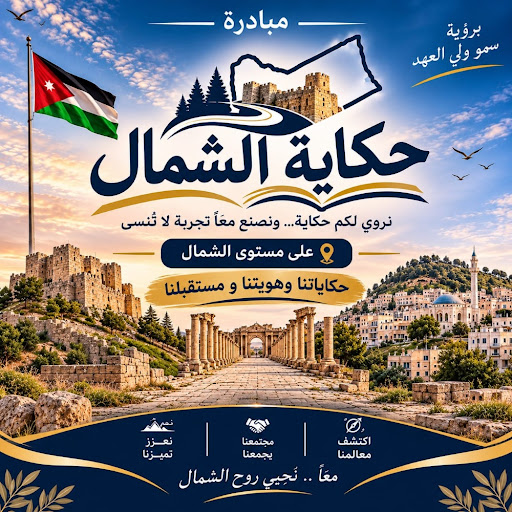 مبادرة
برؤية
سمو ولي العهد
حكاية الشمال
نروي لكم حكاية... ونصنع معاً تجربة لا تُنسى
على مستوى الشمال
حكاياتنا وهويتنا و مستقبلنا
اكتشف
معالمنا
مجتمعنا
يجمعنا
نعزز
تميزنا
معاً .. نَحِيي روح الشمال